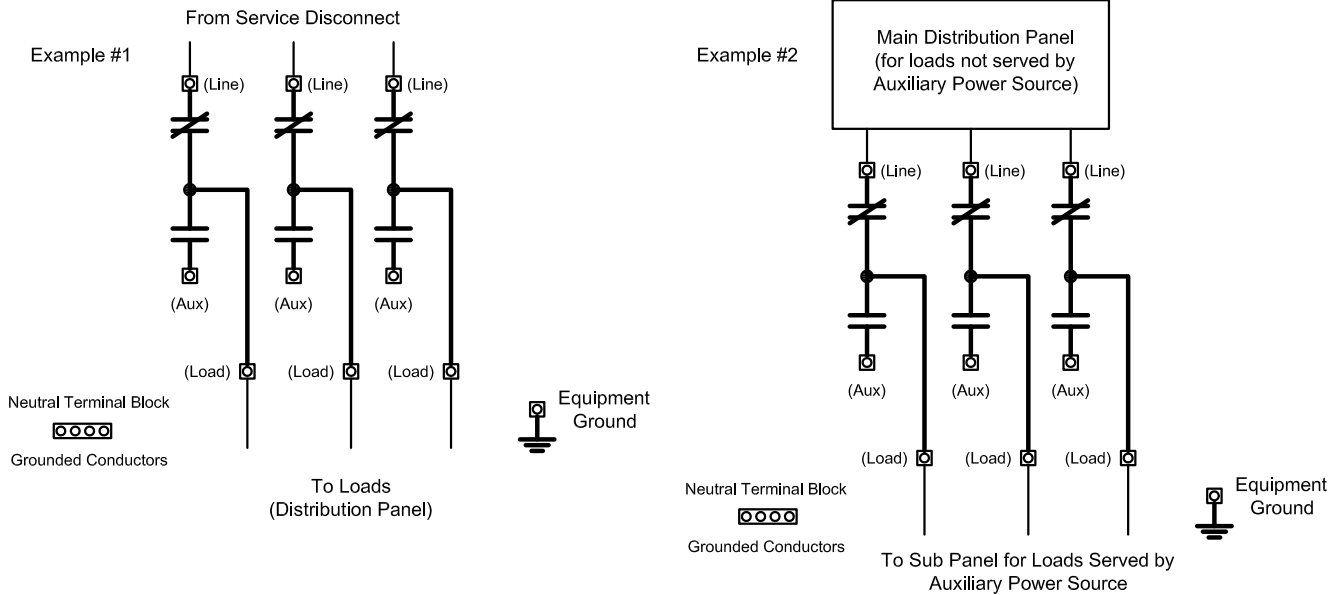 From Service Disconnect
Example #1
(Line) (Line) (Line)
(Aux) (Aux) (Aux)
(Load) (Load) (Load)
Neutral Terminal Block
Grounded Conductors
Equipment
Ground
To Loads
(Distribution Panel)
Example #2
Main Distribution Panel
(for loads not served by
Auxiliary Power Source)
(Line) (Line) (Line)
(Aux) (Aux) (Aux)
(Load) (Load) (Load)
Neutral Terminal Block
Grounded Conductors
Equipment
Ground
To Sub Panel for Loads Served by
Auxiliary Power Source